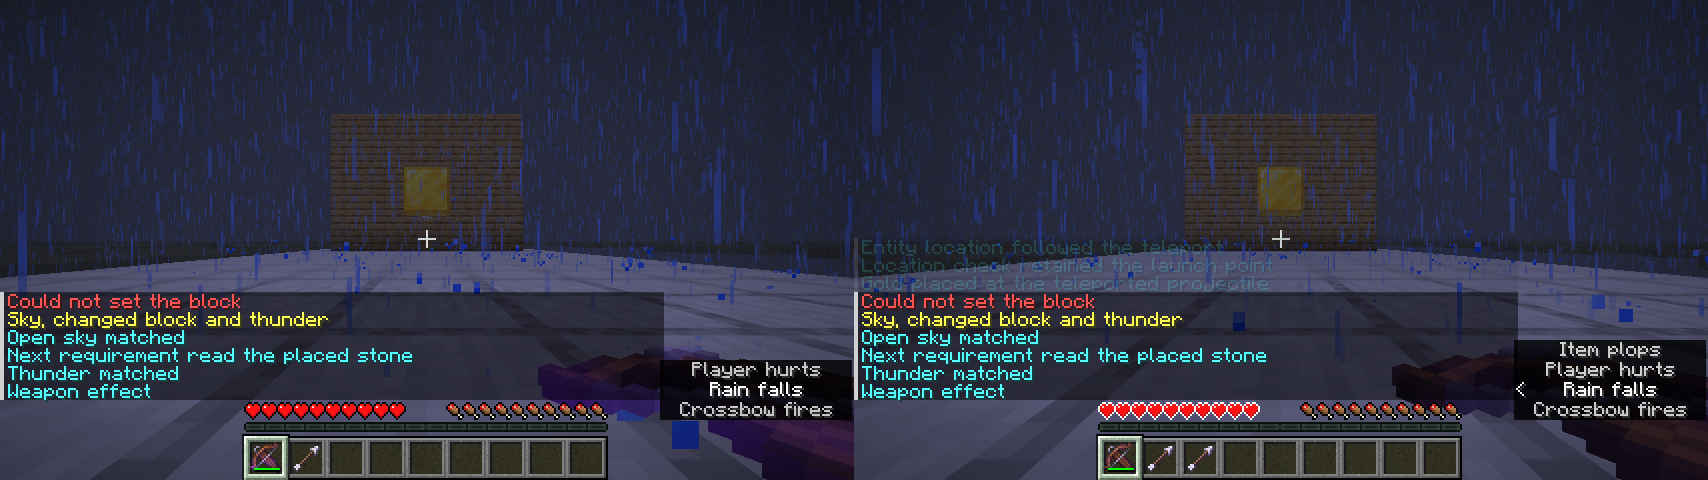 Could not set the block
Sky, changed block and thunder
Open sky matched
Next requirement read the placed stone
Thunder matched
Weapon effect
Player hurts
Rain falls
Crossbow fires
Entity location followed the teleport
Location check retained the launch point
Gold placed at the teleported projectile
Could not set the block
Sky, changed block and thunder
Open sky matched
Next requirement read the placed stone
Thunder matched
Weapon effect
Item plops
Player hurts
< Rain falls
Crossbow fires